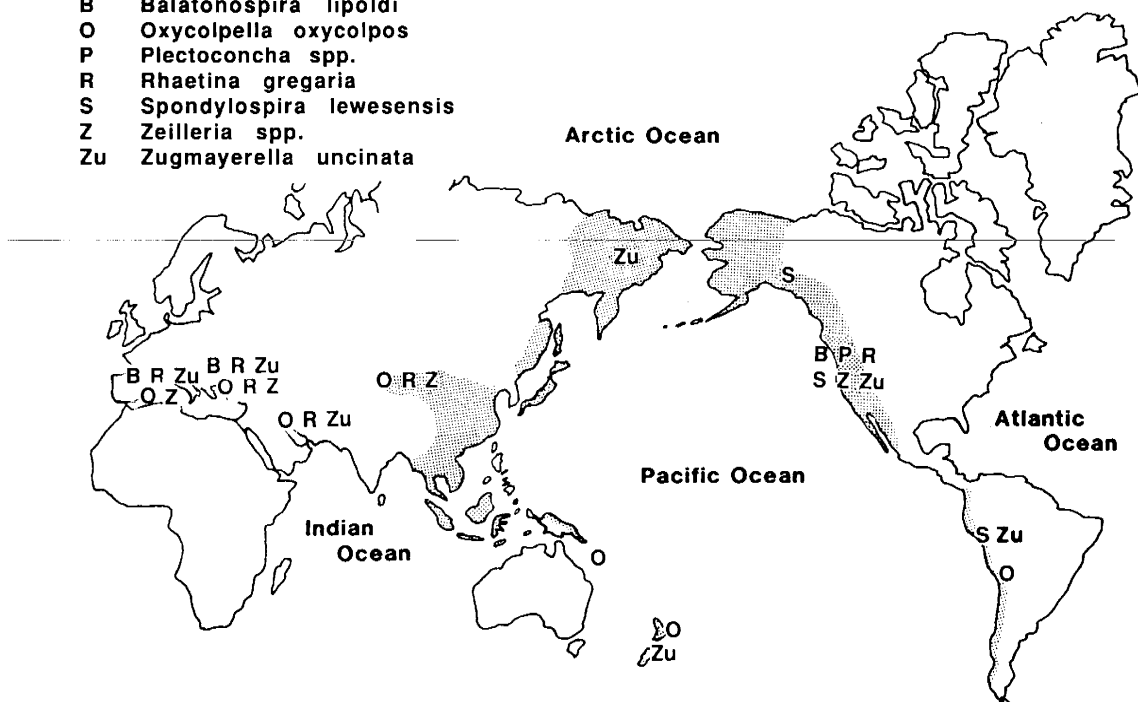 B Balatonospira lipoldi
O Oxycolpella oxycolpos
P Plectoconcha spp.
R Rhaetina gregaria
S Spondylospira lewesensis
Z Zeilleria spp.
Zu Zugmayerella uncinata
Arctic Ocean
Zu
S
B P R
S Z Zu
B R Zu
O Z
B R Zu
O R Z
O R Z
O R Zu
Atlantic
Ocean
Pacific Ocean
Indian
Ocean
S Zu
O
O
O
Zu